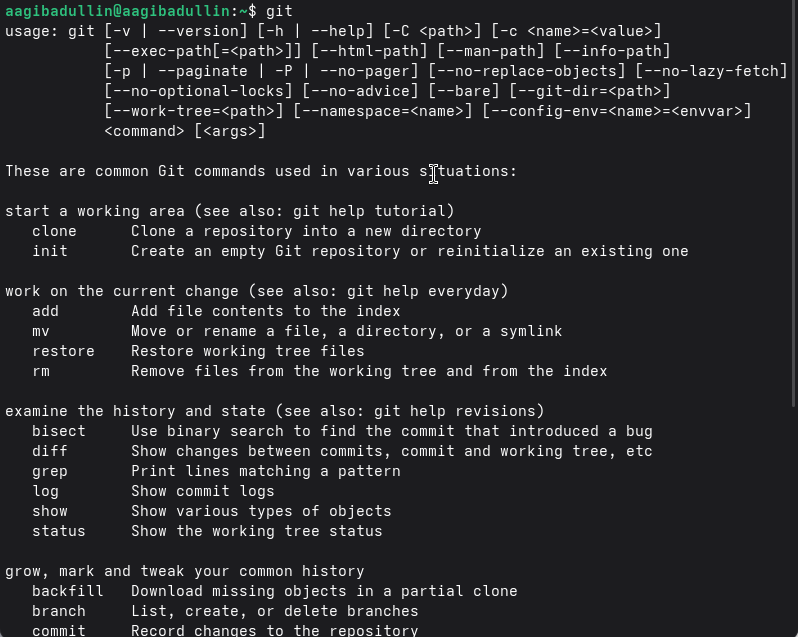 aagibadullin@aagibadullin:~$ git
usage: git [-v | --version] [-h | --help] [-C <path>] [-c <name>=<value>]
           [--exec-path[=<path>]] [--html-path] [--man-path] [--info-path]
           [-p | --paginate | -P | --no-pager] [--no-replace-objects] [--no-lazy-fetch]
           [--no-optional-locks] [--no-advice] [--bare] [--git-dir=<path>]
           [--work-tree=<path>] [--namespace=<name>] [--config-env=<name>=<envvar>]
           <command> [<args>]

These are common Git commands used in various situations:

start a working area (see also: git help tutorial)
   clone      Clone a repository into a new directory
   init       Create an empty Git repository or reinitialize an existing one

work on the current change (see also: git help everyday)
   add        Add file contents to the index
   mv         Move or rename a file, a directory, or a symlink
   restore    Restore working tree files
   rm         Remove files from the working tree and from the index

examine the history and state (see also: git help revisions)
   bisect     Use binary search to find the commit that introduced a bug
   diff       Show changes between commits, commit and working tree, etc
   grep       Print lines matching a pattern
   log        Show commit logs
   show       Show various types of objects
   status     Show the working tree status

grow, mark and tweak your common history
   backfill   Download missing objects in a partial clone
   branch     List, create, or delete branches
   commit     Record changes to the repository